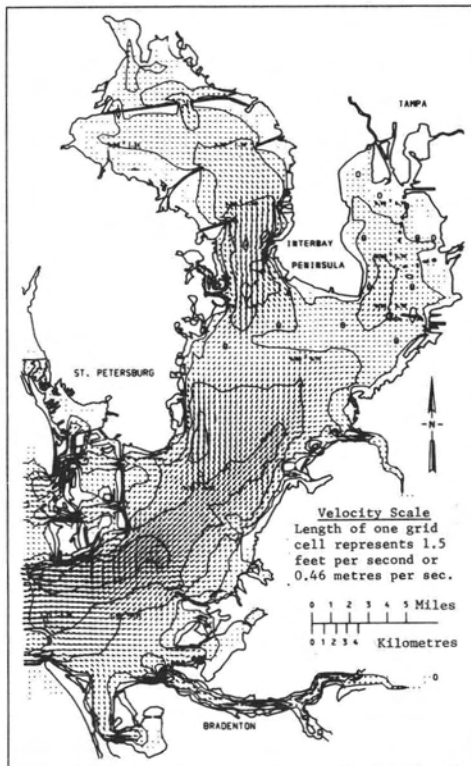 TAMPA
INTERBAY
PENINSULA
ST. PETERSBURG
-N-
Velocity Scale
Length of one grid
cell represents 1.5
feet per second or
0.46 metres per sec.
0 1 2 3 4 5 Miles
0 1 2 3 4
Kilometres
BRADENTON